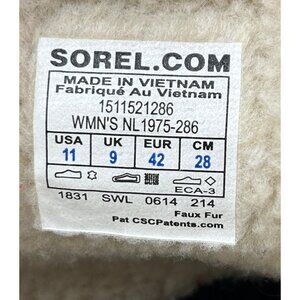 SOREL.COM
MADE IN VIETNAM
Fabriqué Au Vietnam
1511521286
WMN'S NL1975-286
USA UK EUR CM
11 9 42 28
ECA-3
1831 SWL 0614 214
Faux Fur
Pat CSCPatents.com